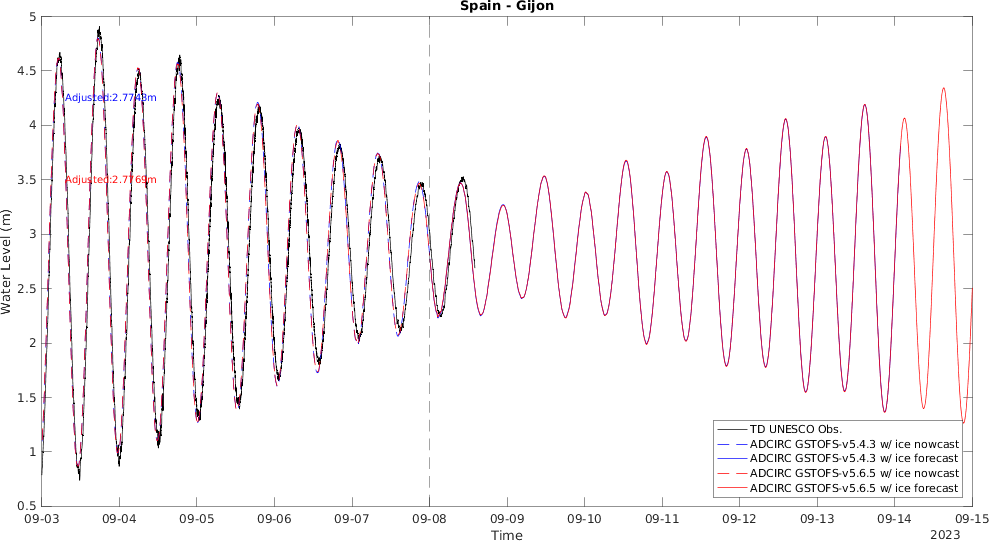 Spain - Gijon
5
4.5
4
3.5
3
2.5
2
1.5
1
0.5
Water Level (m)
Adjusted:2.7743m
Adjusted:2.7769m
TD UNESCO Obs.
ADCIRC GSTOFS-v5.4.3 w/ ice nowcast
ADCIRC GSTOFS-v5.4.3 w/ ice forecast
ADCIRC GSTOFS-v5.6.5 w/ ice nowcast
ADCIRC GSTOFS-v5.6.5 w/ ice forecast
09-03 09-04 09-05 09-06 09-07 09-08 09-09 09-10 09-11 09-12 09-13 09-14 09-15
Time
2023